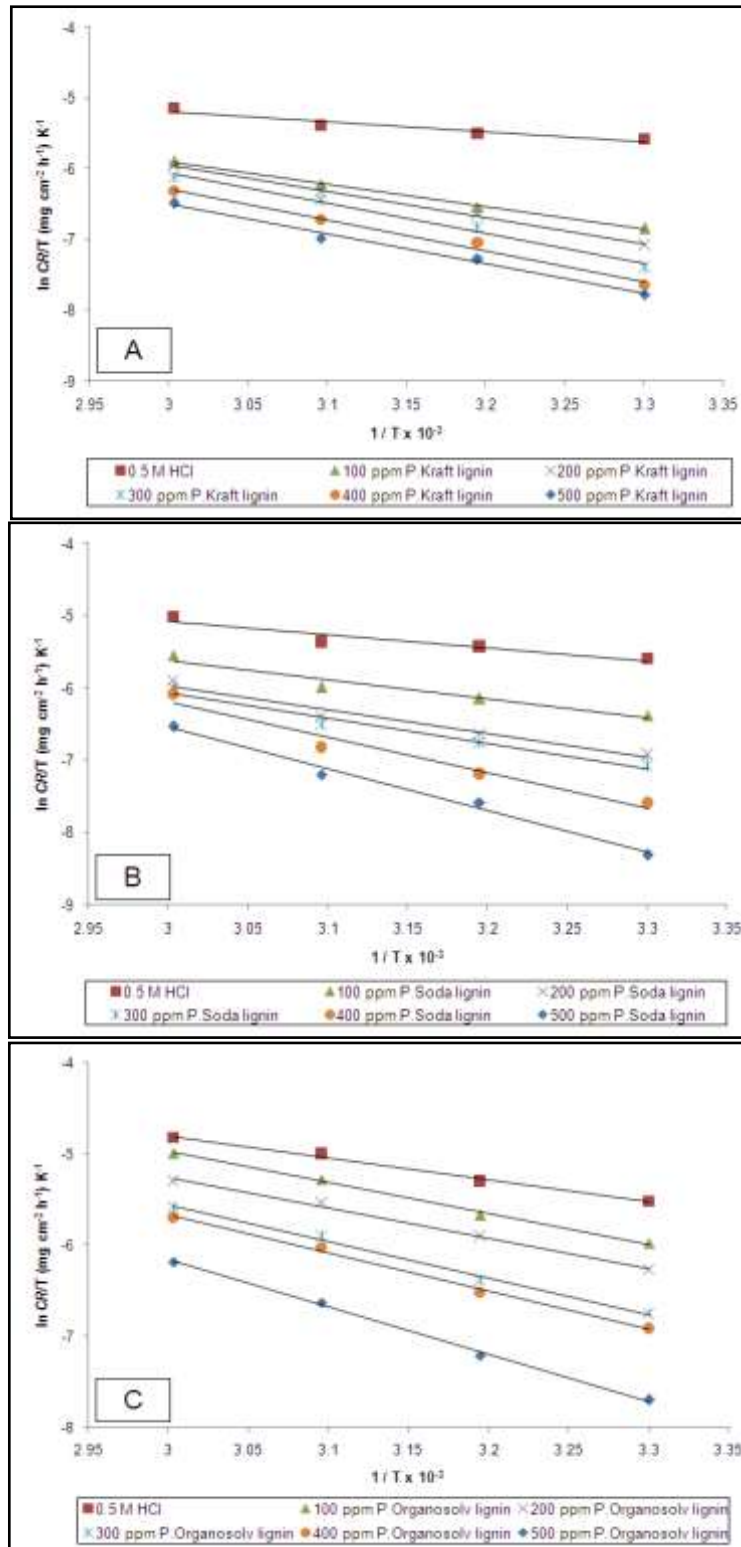 -4
-5
-6
-7
-8
-9
ln CR/T (mg cm⁻² h⁻¹) K⁻¹
A
2.95 3 3.05 3.1 3.15 3.2 3.25 3.3 3.35
1 / T x 10⁻³
0.5 M HCl 100 ppm P.Kraft lignin 200 ppm P.Kraft lignin
300 ppm P.Kraft lignin 400 ppm P.Kraft lignin 500 ppm P.Kraft lignin
-4
-5
-6
-7
-8
-9
ln CR/T (mg cm⁻² h⁻¹) K⁻¹
B
2.95 3 3.05 3.1 3.15 3.2 3.25 3.3 3.35
1 / T x 10⁻³
0.5 M HCl 100 ppm P.Soda lignin 200 ppm P.Soda lignin
300 ppm P.Soda lignin 400 ppm P.Soda lignin 500 ppm P.Soda lignin
-4
-5
-6
-7
-8
ln CR/T (mg cm⁻² h⁻¹) K⁻¹
C
2.95 3 3.05 3.1 3.15 3.2 3.25 3.3 3.35
1 / T x 10⁻³
0.5 M HCl 100 ppm P.Organosolv lignin 200 ppm P.Organosolv lignin
300 ppm P.Organosolv lignin 400 ppm P.Organosolv lignin 500 ppm P.Organosolv lignin